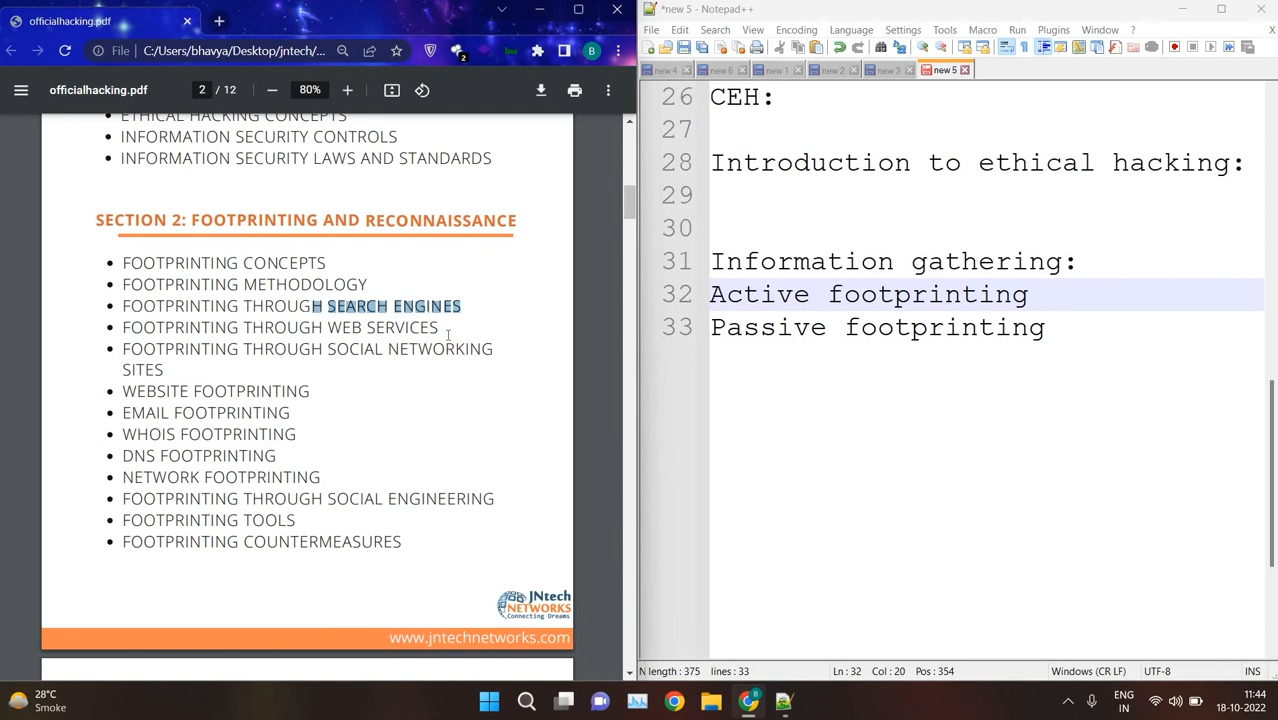 officialhacking.pdf
*new 5 - Notepad++
File Edit Search View Encoding Language Settings Tools Macro Run Plugins Window ? X
File C:/Users/bhavya/Desktop/jntech/... 2 B
new 4 new 6 new 1 new 2 new 3 new 5
officialhacking.pdf 2 / 12 80%
ETHICAL HACKING CONCEPTS
• INFORMATION SECURITY CONTROLS
• INFORMATION SECURITY LAWS AND STANDARDS
SECTION 2: FOOTPRINTING AND RECONNAISSANCE
• FOOTPRINTING CONCEPTS
• FOOTPRINTING METHODOLOGY
• FOOTPRINTING THROUGH SEARCH ENGINES
• FOOTPRINTING THROUGH WEB SERVICES
• FOOTPRINTING THROUGH SOCIAL NETWORKING
SITES
• WEBSITE FOOTPRINTING
• EMAIL FOOTPRINTING
• WHOIS FOOTPRINTING
• DNS FOOTPRINTING
• NETWORK FOOTPRINTING
• FOOTPRINTING THROUGH SOCIAL ENGINEERING
• FOOTPRINTING TOOLS
• FOOTPRINTING COUNTERMEASURES
JNtech
NETWORKS
Connecting Dreams
www.jntechnetworks.com
26 CEH:
27
28 Introduction to ethical hacking:
29
30
31 Information gathering:
32 Active footprinting
33 Passive footprinting
N length : 375 lines : 33 Ln : 32 Col : 20 Pos : 354 Windows (CR LF) UTF-8 INS
28°C
Smoke
B
ENG
IN
11:44
18-10-2022